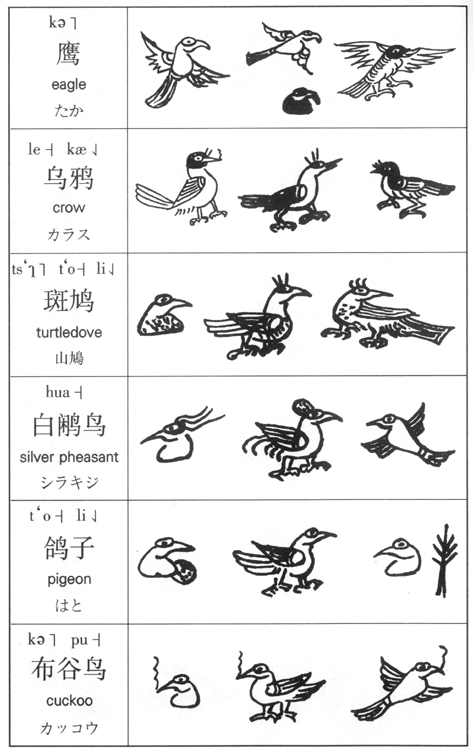 kə ˥
鹰
eagle
たか
le ˧ kæ ˩˧
乌鸦
crow
カラス
tsʻɿ ˥ tʻo ˧ li ˩˧
斑鸠
turtledove
山鳩
hua ˧
白鹇鸟
silver pheasant
シラキジ
tʻo ˧ li ˩˧
鸽子
pigeon
はと
kə ˥ pu ˧
布谷鸟
cuckoo
カッコウ